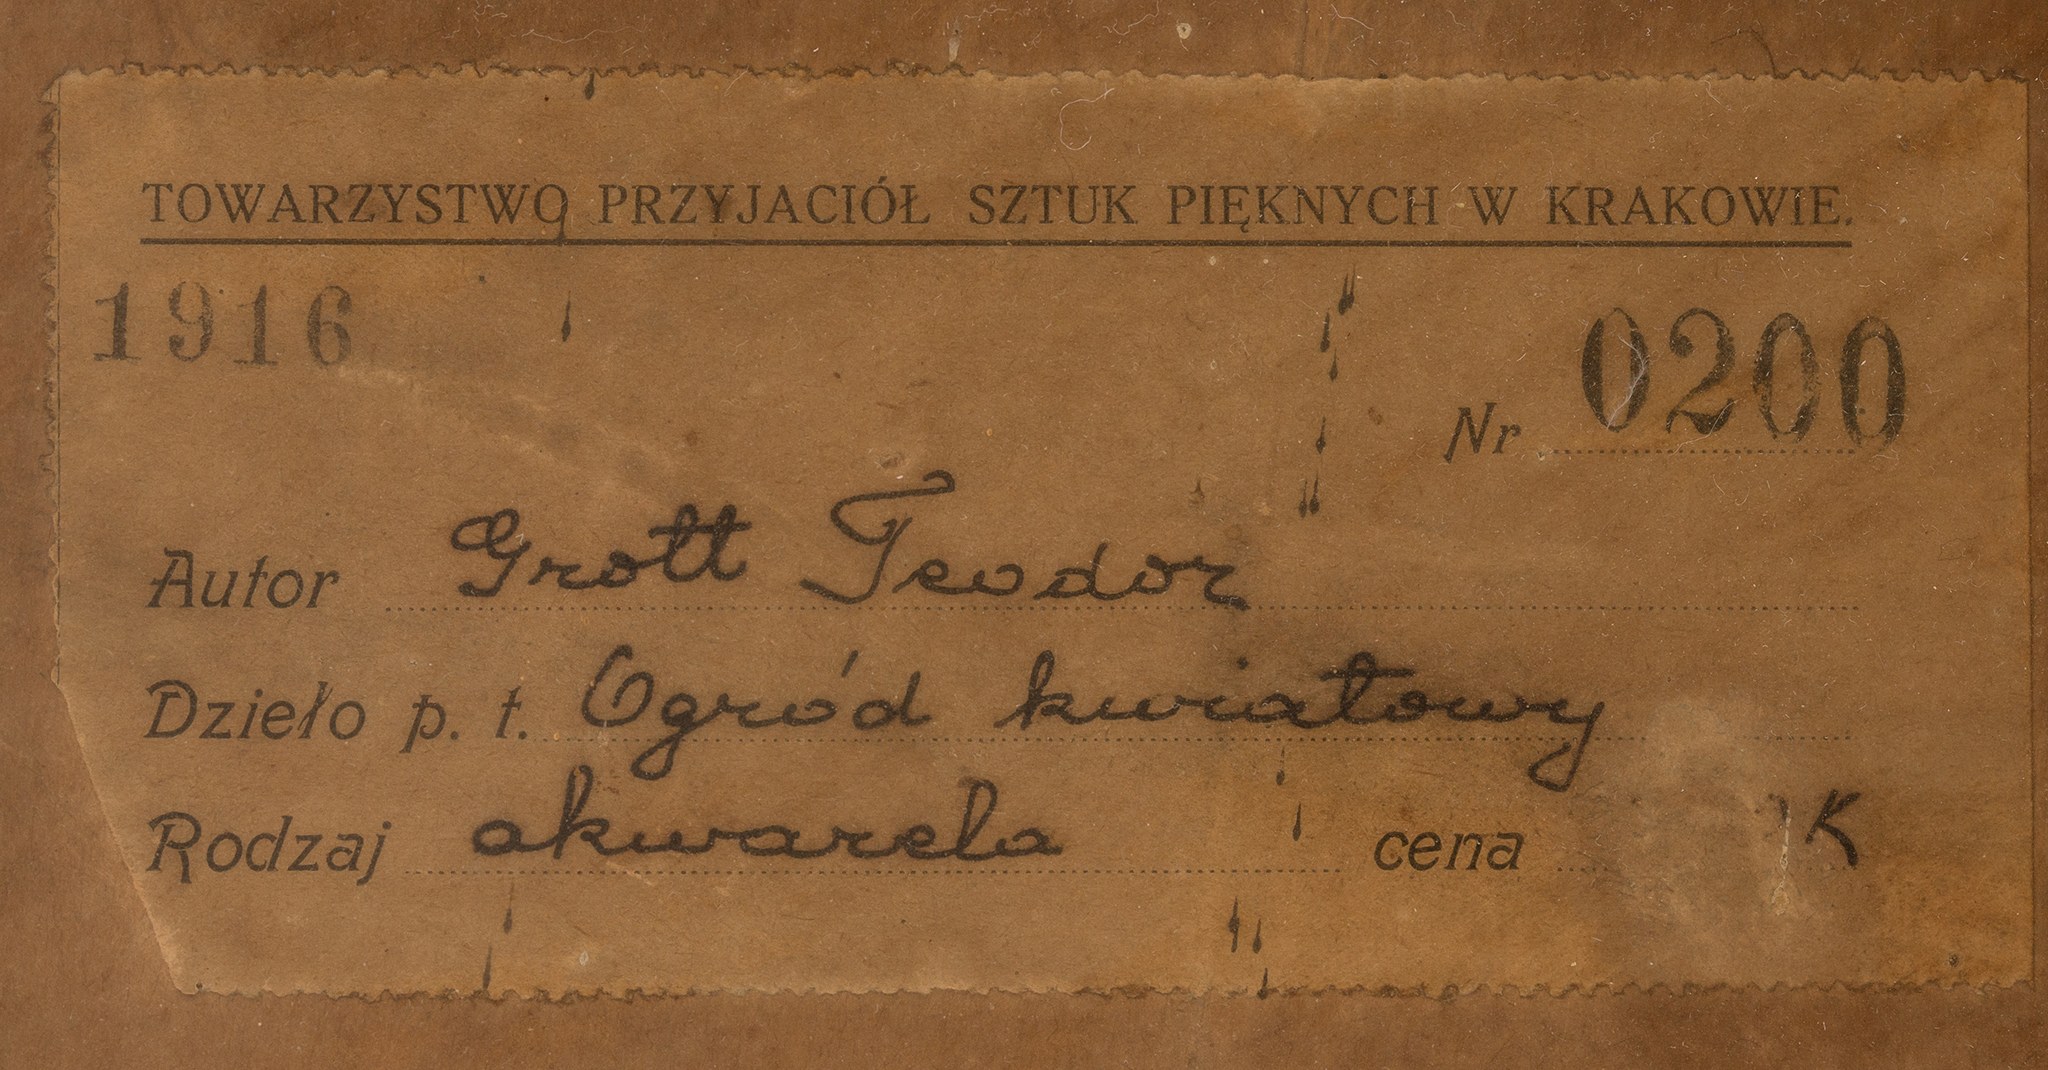 TOWARZYSTWO PRZYJACIÓŁ SZTUK PIĘKNYCH W KRAKOWIE.
1916
Nr 0200
Autor Grott Teodor
Dzieło p. t. Ogród kwiatowy
Rodzaj akwarela cena K